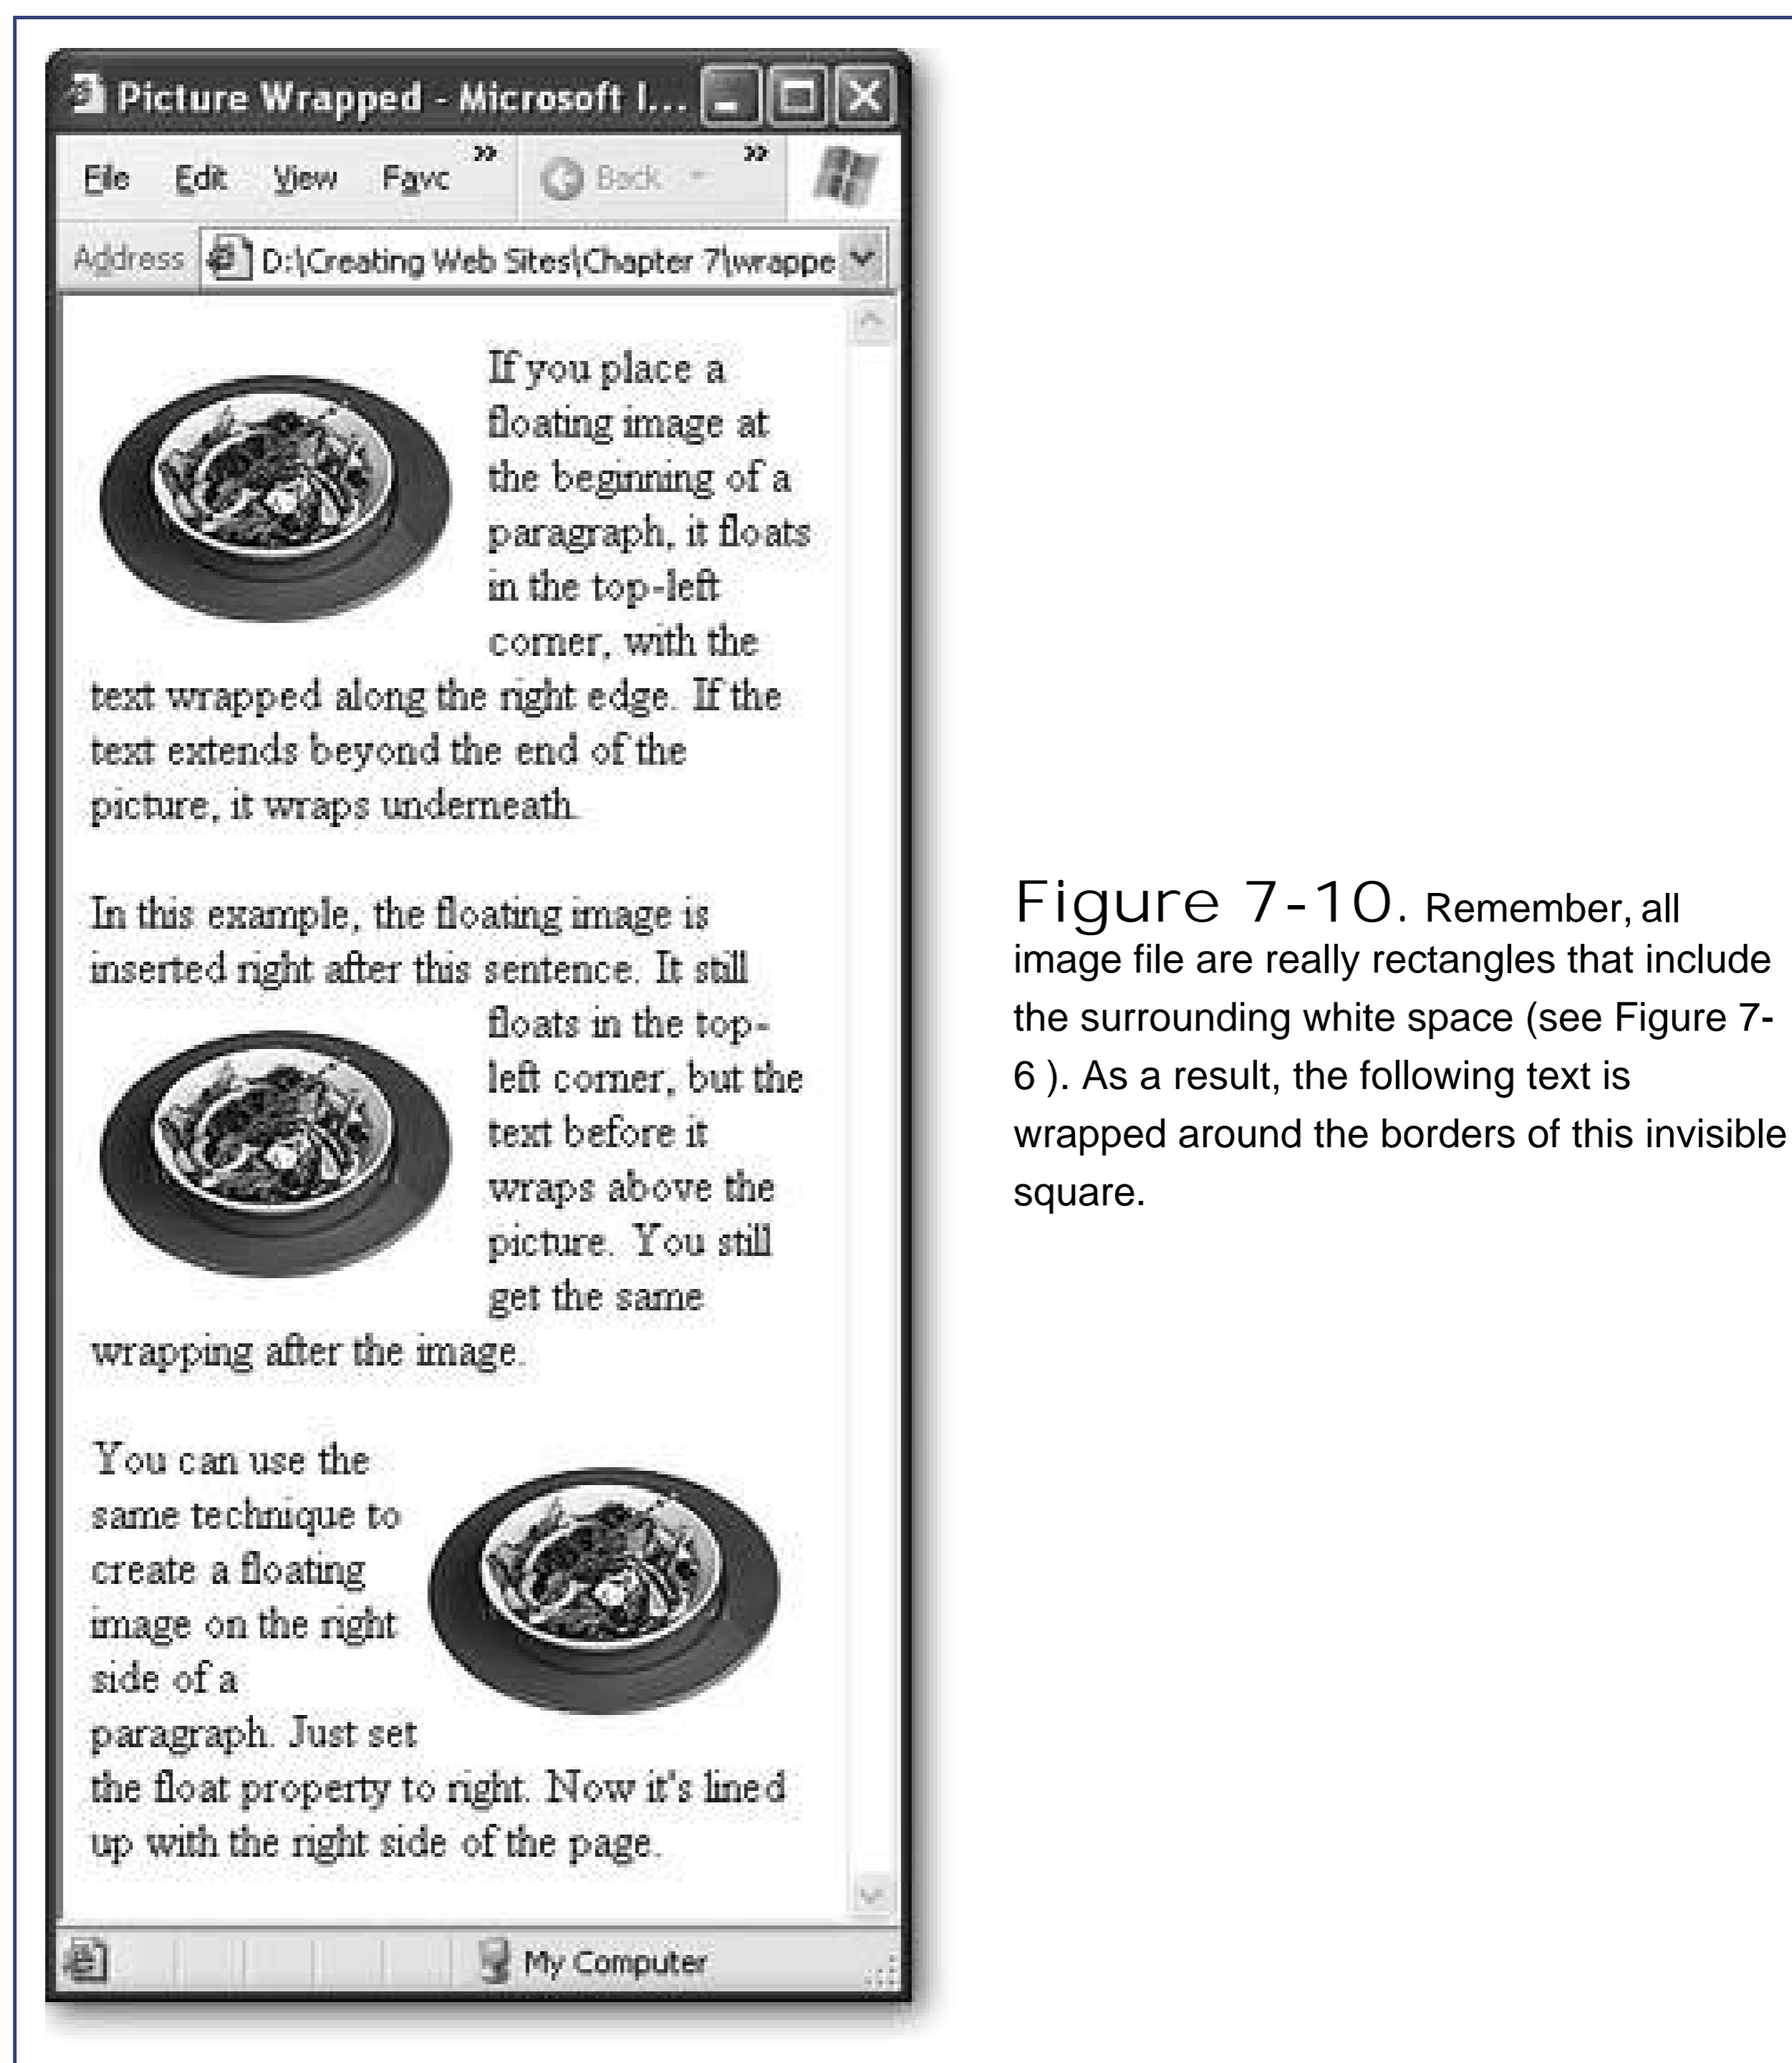 Picture Wrapped - Microsoft I...
File Edit View Favc » Back »
Address D:\Creating Web Sites\Chapter 7\wrappe
If you place a
floating image at
the beginning of a
paragraph, it floats
in the top-left
corner, with the
text wrapped along the right edge. If the
text extends beyond the end of the
picture, it wraps underneath.
In this example, the floating image is
inserted right after this sentence. It still
floats in the top-
left corner, but the
text before it
wraps above the
picture. You still
get the same
wrapping after the image.
You can use the
same technique to
create a floating
image on the right
side of a
paragraph. Just set
the float property to right. Now it's lined
up with the right side of the page.
My Computer
Figure 7-10. Remember, all
image file are really rectangles that include
the surrounding white space (see Figure 7-
6 ). As a result, the following text is
wrapped around the borders of this invisible
square.